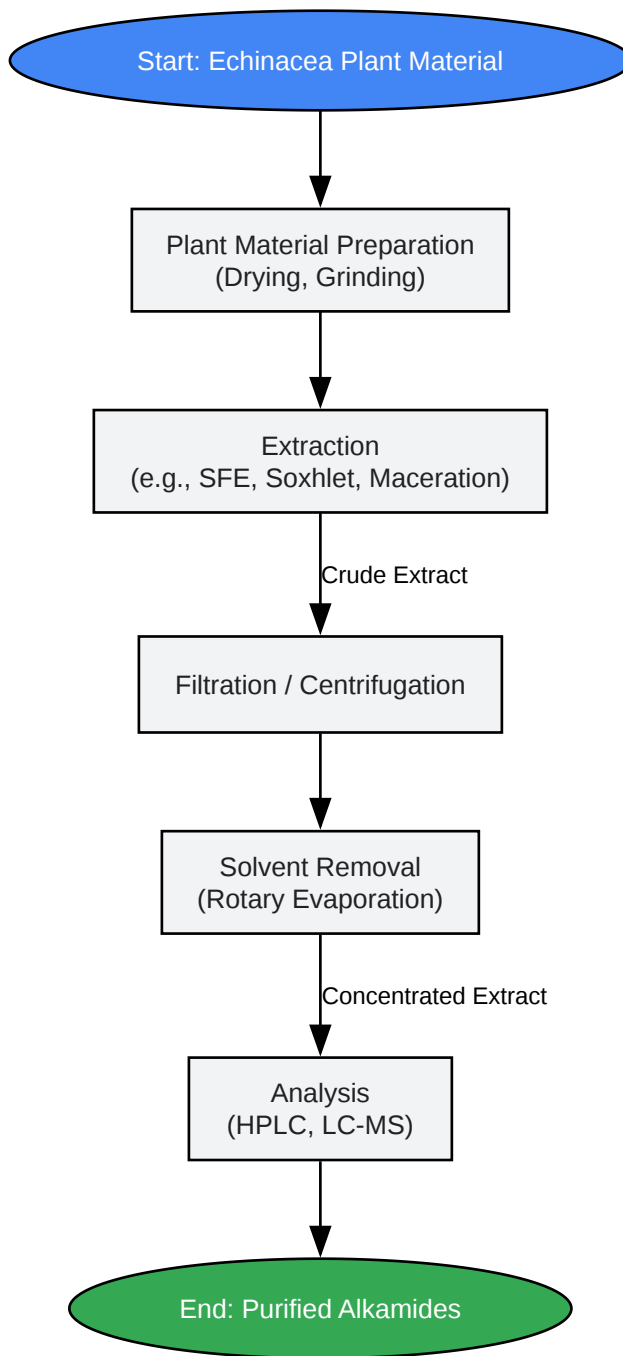 Start: Echinacea Plant Material
Plant Material Preparation
(Drying, Grinding)
Extraction
(e.g., SFE, Soxhlet, Maceration)
Crude Extract
Filtration / Centrifugation
Solvent Removal
(Rotary Evaporation)
Concentrated Extract
Analysis
(HPLC, LC-MS)
End: Purified Alkamides